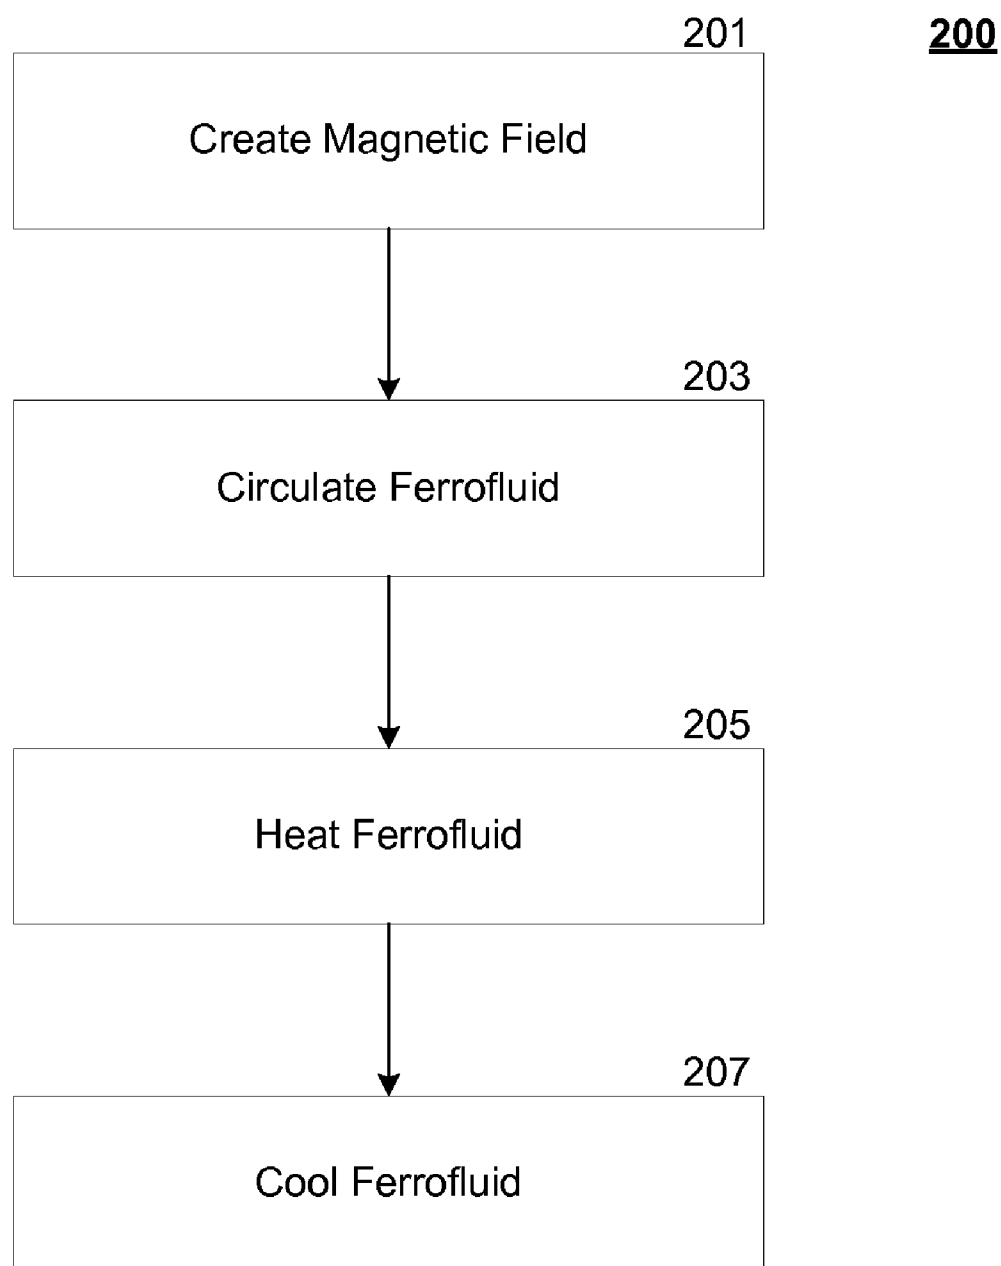 201
200
Create Magnetic Field
203
Circulate Ferrofluid
205
Heat Ferrofluid
207
Cool Ferrofluid